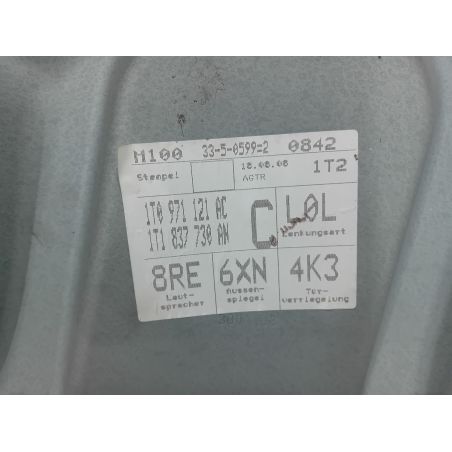 M100 33-5-0599-2 0842
Stempel 18.08.08 1T2
AGTR
1T0 971 121 AC
1T1 837 730 AN
C
L0L
Lenkungsart
8RE 6XN 4K3
Laut- Aussen- Tür-
sprecher spiegel verriegelung